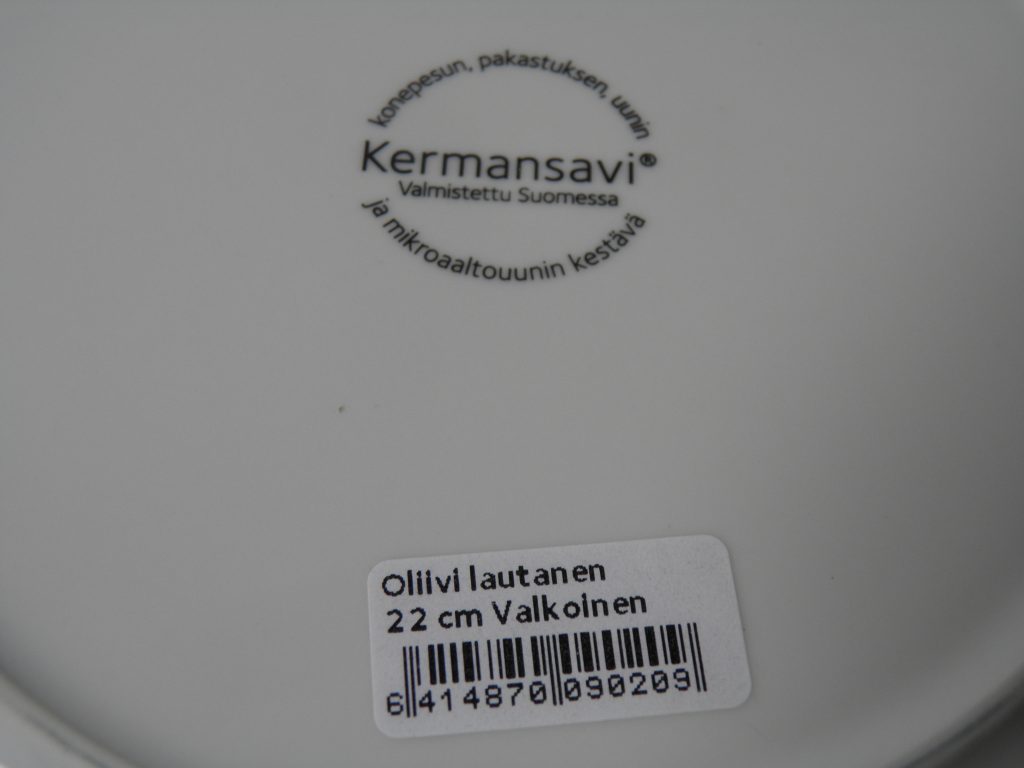 konepesun, pakastuksen, uunin
Kermansavi®
Valmistettu Suomessa
ja mikroaaltouunin kestävä
Oliivi lautanen
22 cm Valkoinen
6 414870 090209